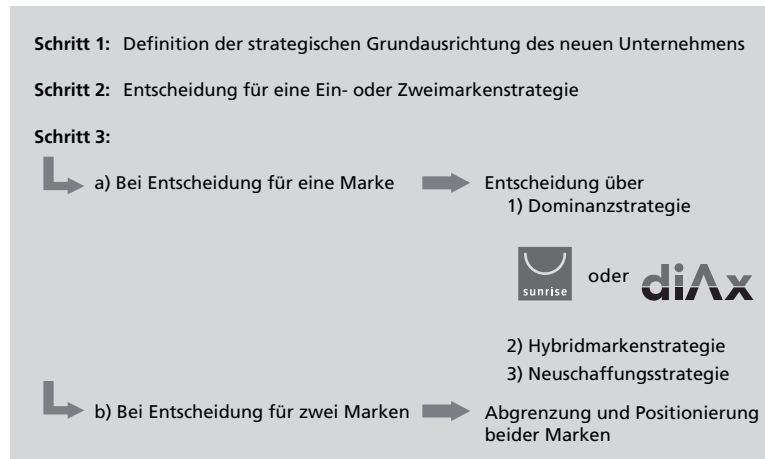 Schritt 1: Definition der strategischen Grundausrichtung des neuen Unternehmens
Schritt 2: Entscheidung für eine Ein- oder Zweimarkenstrategie
Schritt 3:
a) Bei Entscheidung für eine Marke
Entscheidung über
1) Dominanzstrategie
sunrise
oder
diAx
2) Hybridmarkenstrategie
3) Neuschaffungsstrategie
b) Bei Entscheidung für zwei Marken
Abgrenzung und Positionierung
beider Marken